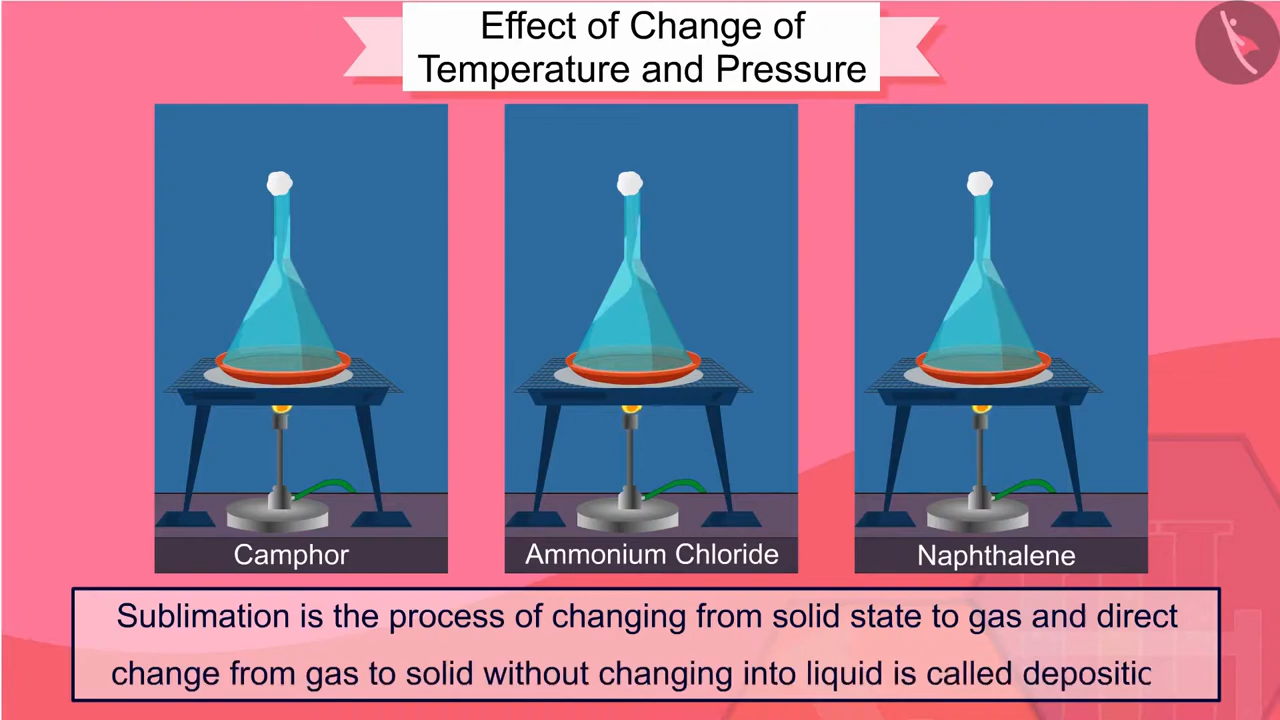 Effect of Change of
Temperature and Pressure
Camphor
Ammonium Chloride
Naphthalene
Sublimation is the process of changing from solid state to gas and direct
change from gas to solid without changing into liquid is called depositic